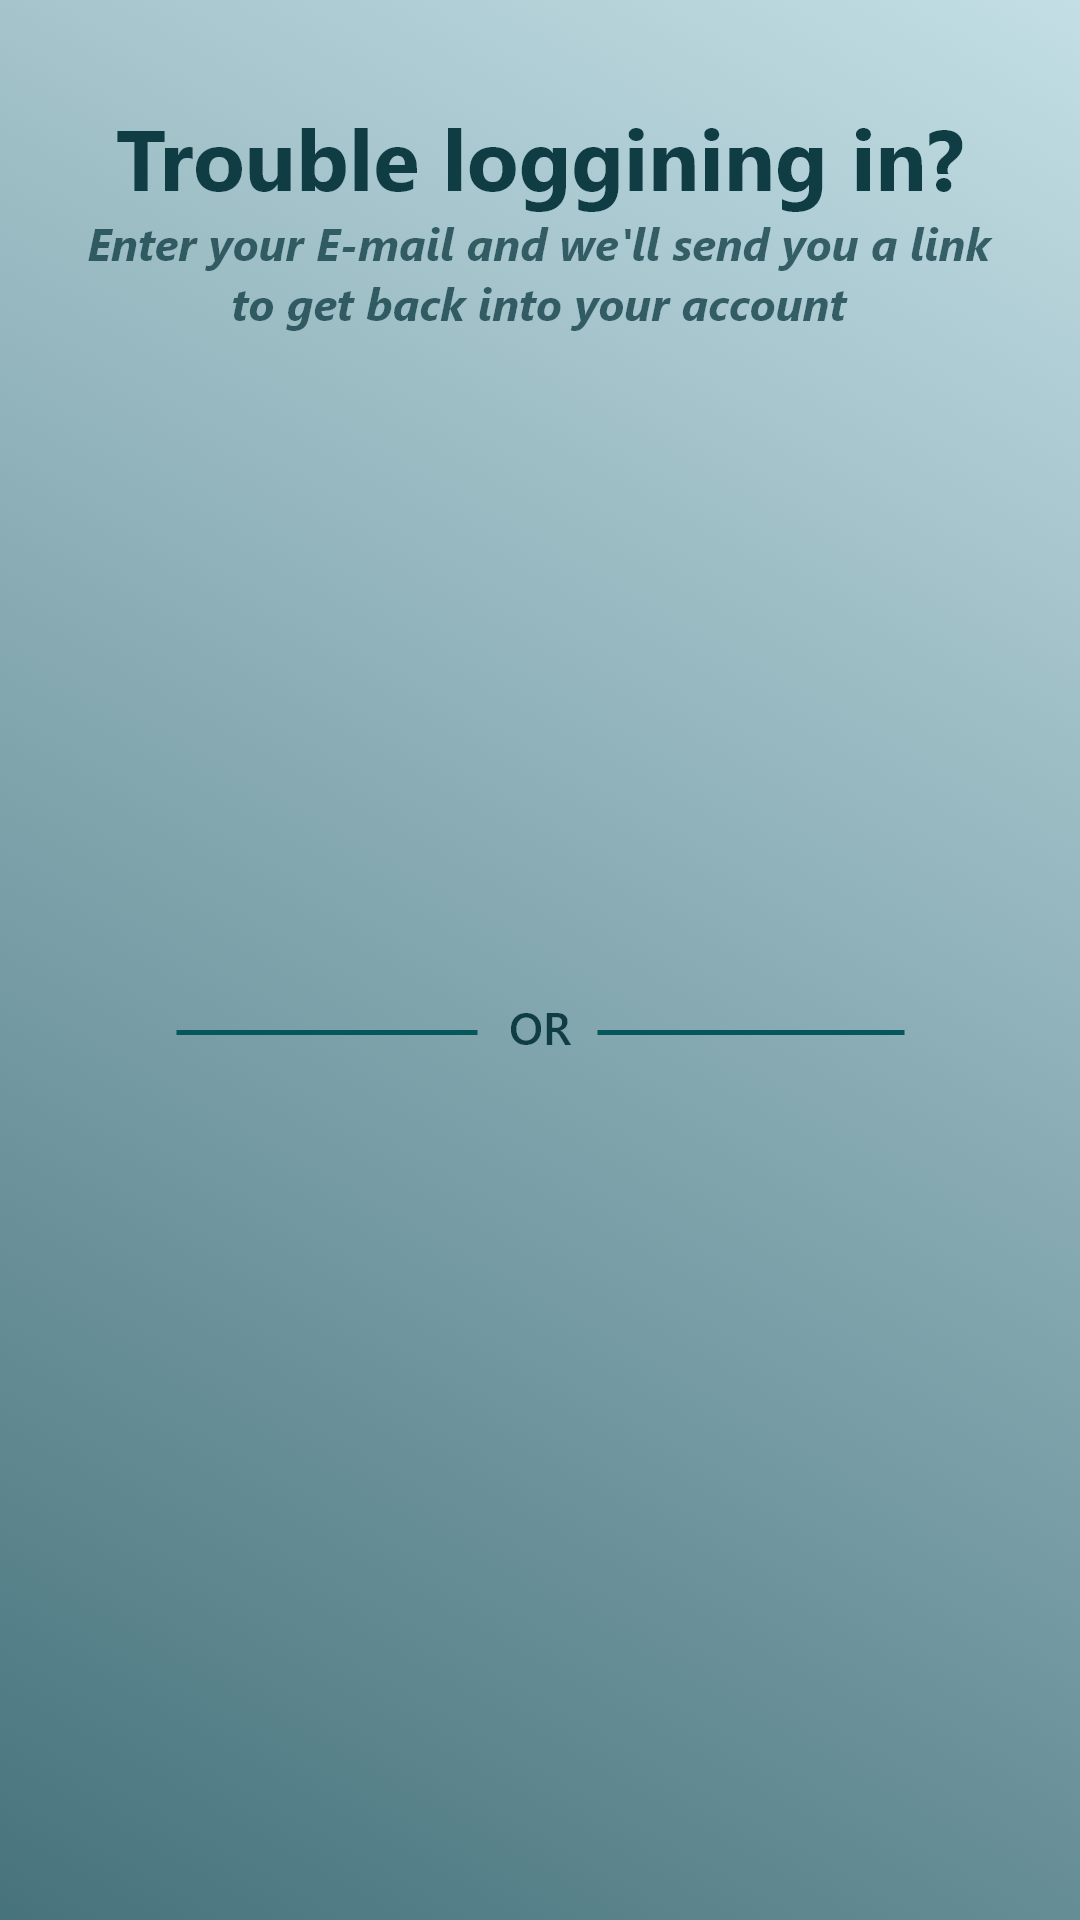 Trouble loggining in?
Enter your E-mail and we'll send you a link
to get back into your account
OR